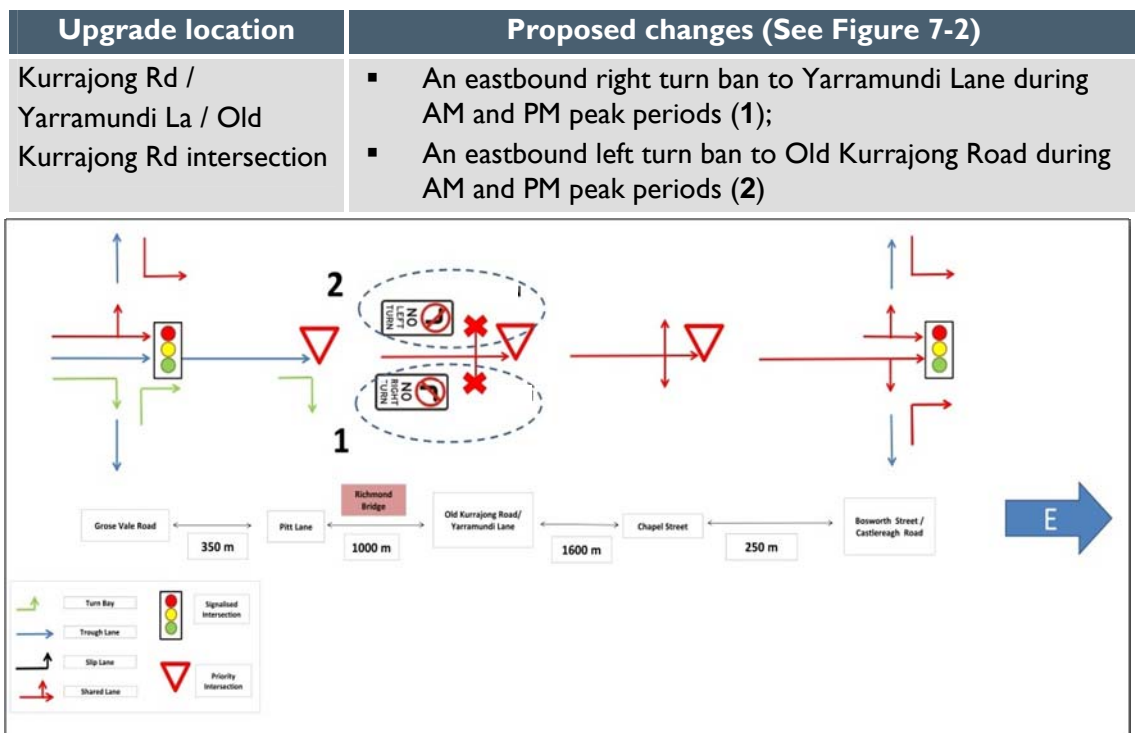 Upgrade location
Proposed changes (See Figure 7-2)
Kurrajong Rd /
Yarramundi La / Old
Kurrajong Rd intersection
▪ An eastbound right turn ban to Yarramundi Lane during
AM and PM peak periods (1);
▪ An eastbound left turn ban to Old Kurrajong Road during
AM and PM peak periods (2)
2
NO
LEFT
TURN
NO
RIGHT
TURN
1
Richmond
Bridge
Grose Vale Road
350 m
Pitt Lane
1000 m
Old Kurrajong Road/
Yarramundi Lane
1600 m
Chapel Street
250 m
Bosworth Street /
Castlereagh Road
E
Turn Bay
Trough Lane
Slip Lane
Shared Lane
Signalised
Intersection
Priority
Intersection